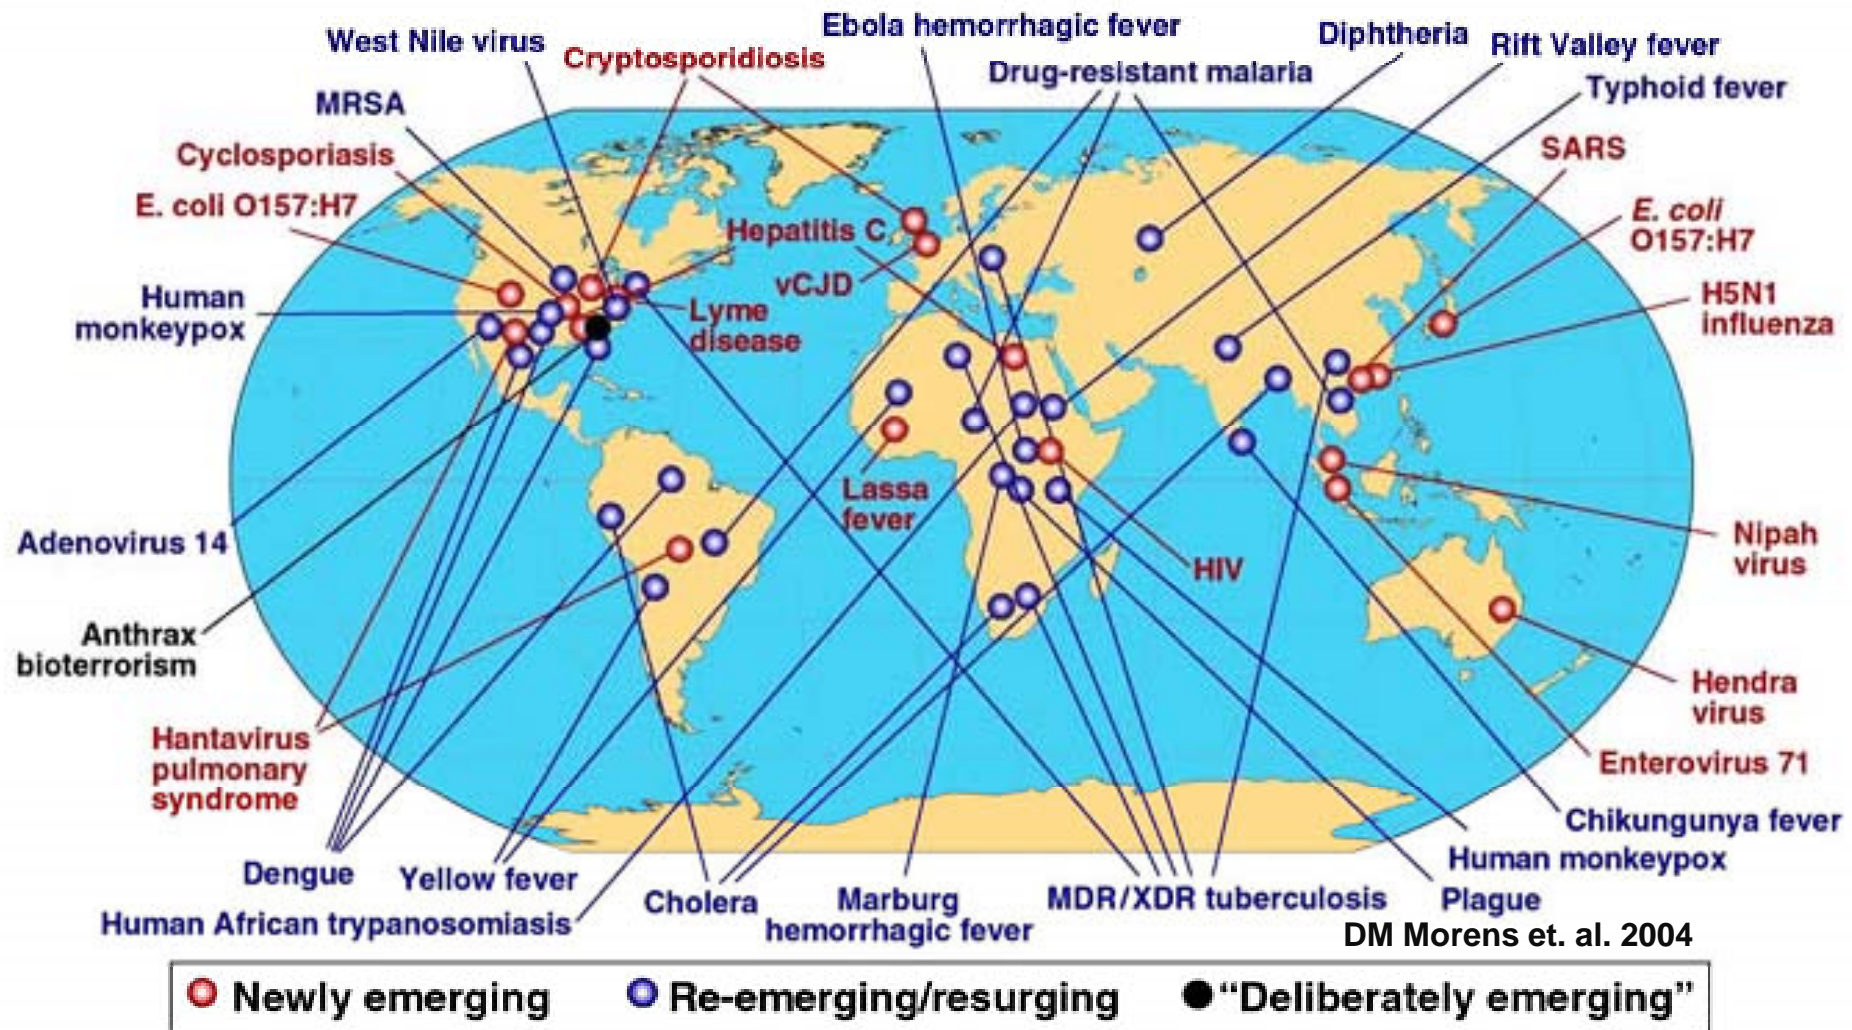 Ebola hemorrhagic fever
West Nile virus
Cryptosporidiosis
Diphtheria
Rift Valley fever
Drug-resistant malaria
Typhoid fever
MRSA
SARS
Cyclosporiasis
E. coli O157:H7
E. coli
O157:H7
Hepatitis C
vCJD
Human
monkeypox
Lyme
disease
H5N1
influenza
Lassa
fever
Adenovirus 14
Nipah
virus
HIV
Anthrax
bioterrorism
Hendra
virus
Hantavirus
pulmonary
syndrome
Enterovirus 71
Chikungunya fever
Human monkeypox
Dengue
Yellow fever
Cholera
Marburg
hemorrhagic fever
MDR/XDR tuberculosis
Plague
Human African trypanosomiasis
DM Morens et. al. 2004
Newly emerging
Re-emerging/resurging
“Deliberately emerging”